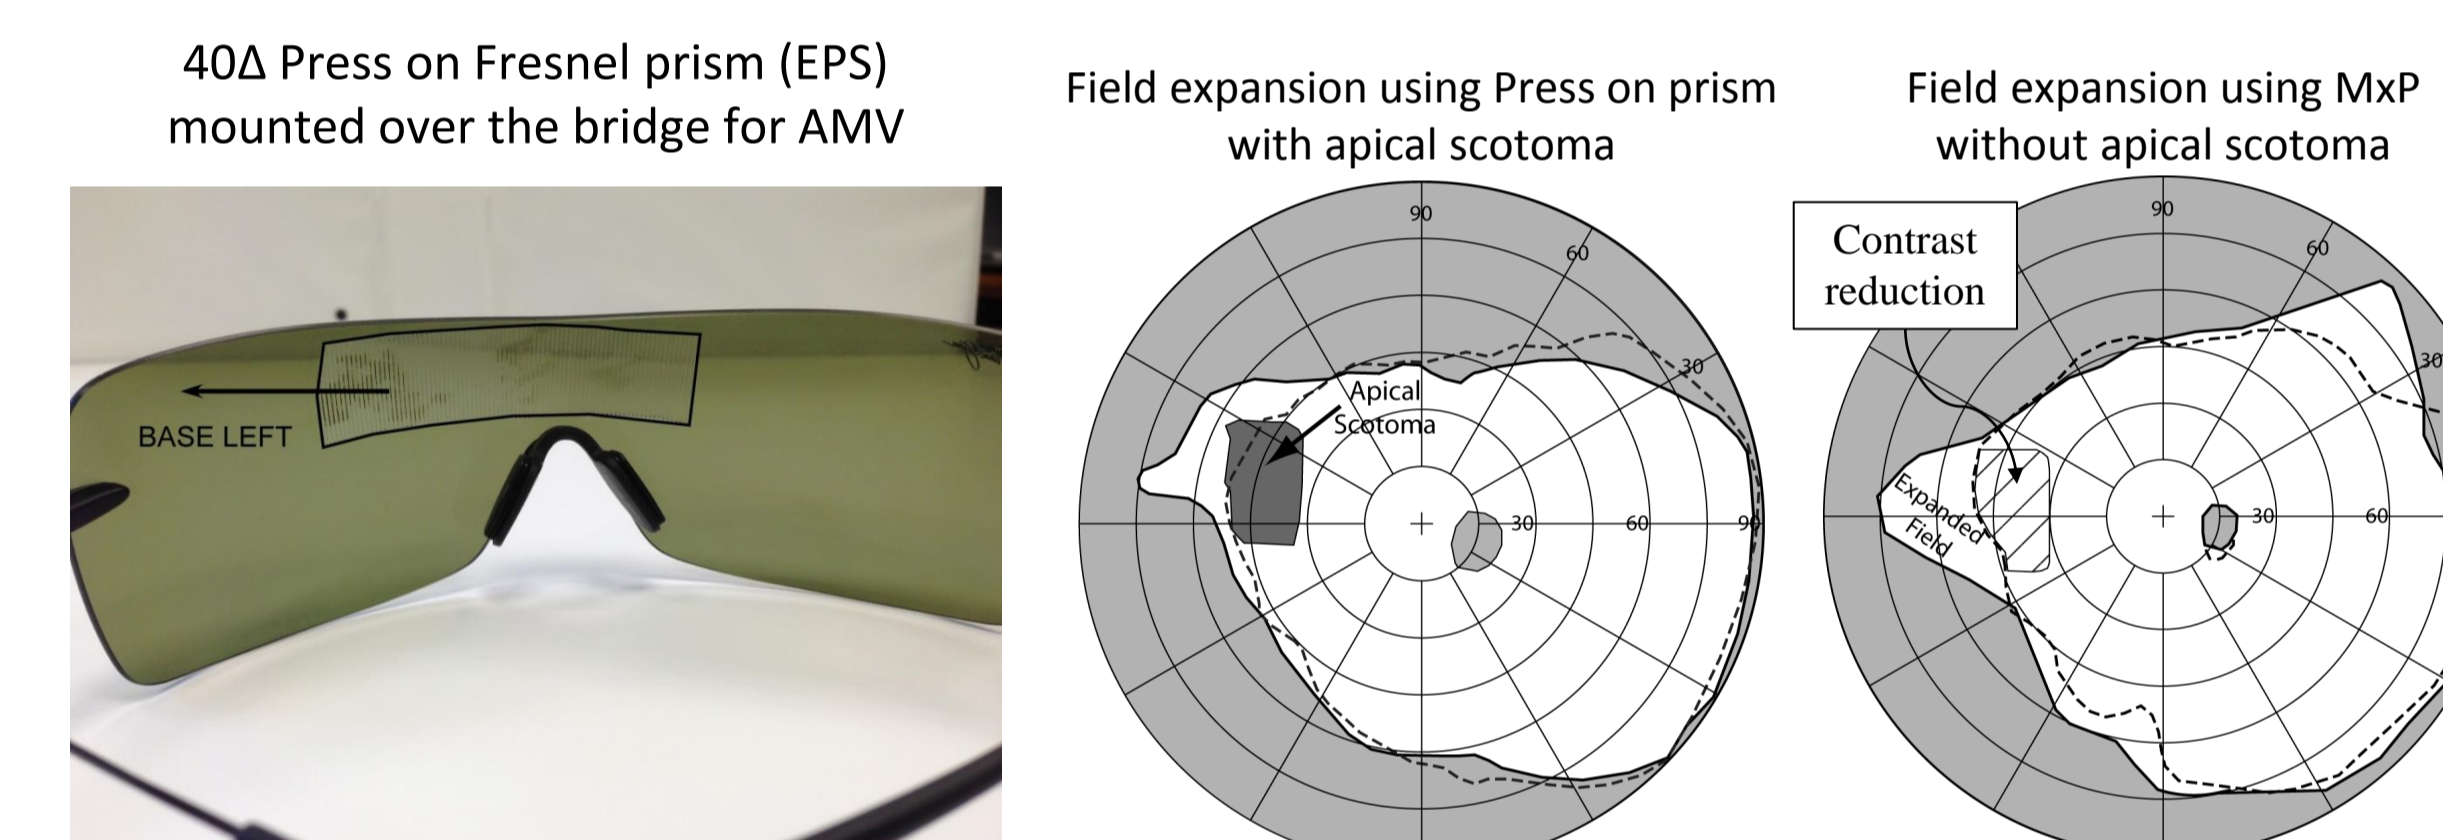 40Δ Press on Fresnel prism (EPS)
mounted over the bridge for AMV
BASE LEFT
Field expansion using Press on prism
with apical scotoma
90
60
30
Apical
Scotoma
30
60
90
Field expansion using MxP
without apical scotoma
Contrast
reduction
90
60
30
Expanded
Field
30
60